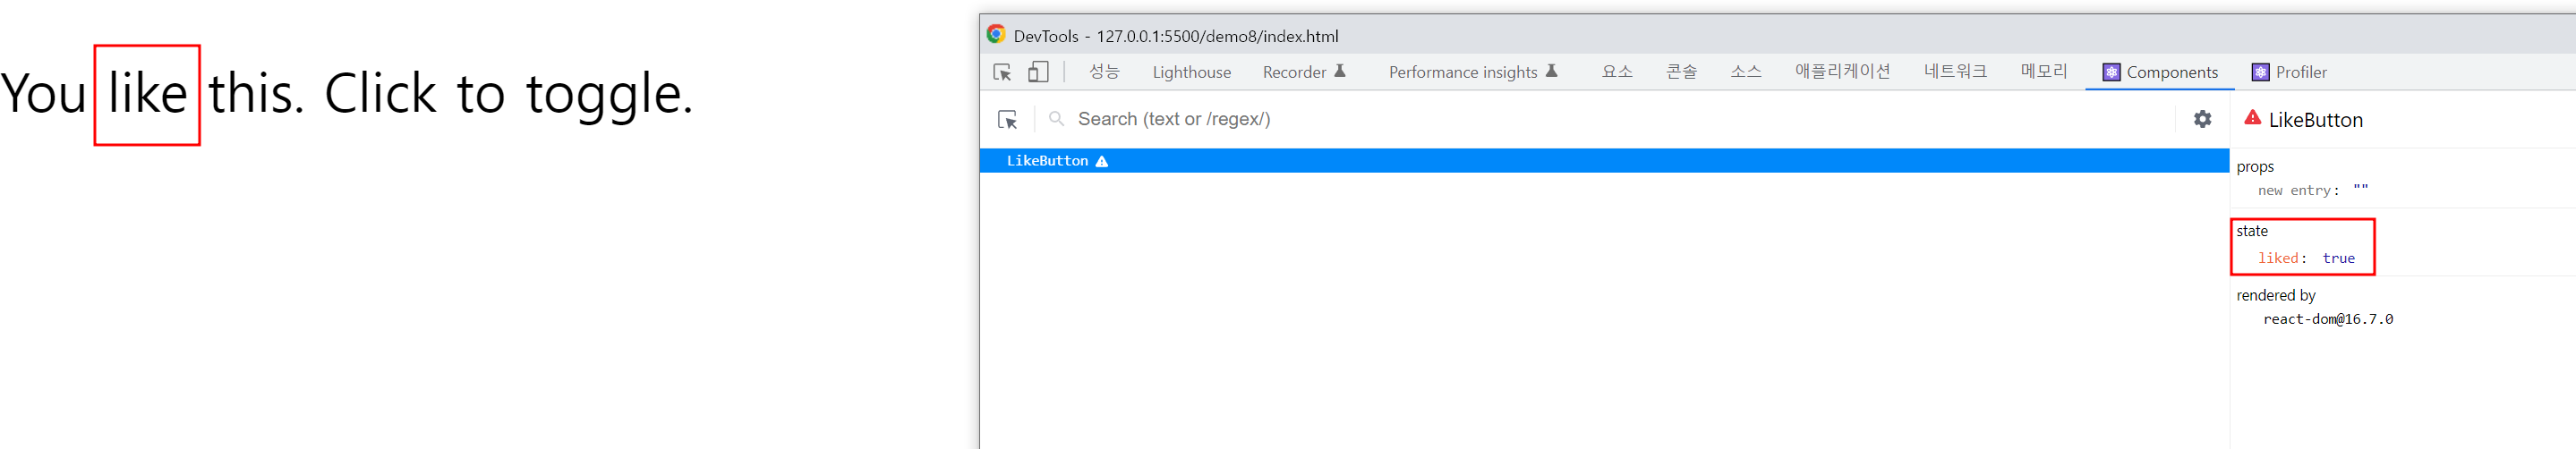 You like this. Click to toggle.
DevTools - 127.0.0.1:5500/demo8/index.html
성능 Lighthouse Recorder Performance insights 요소 콘솔 소스 애플리케이션 네트워크 메모리 Components Profiler
Search (text or /regex/)
LikeButton
LikeButton
props
new entry: ""
state
liked: true
rendered by
react-dom@16.7.0